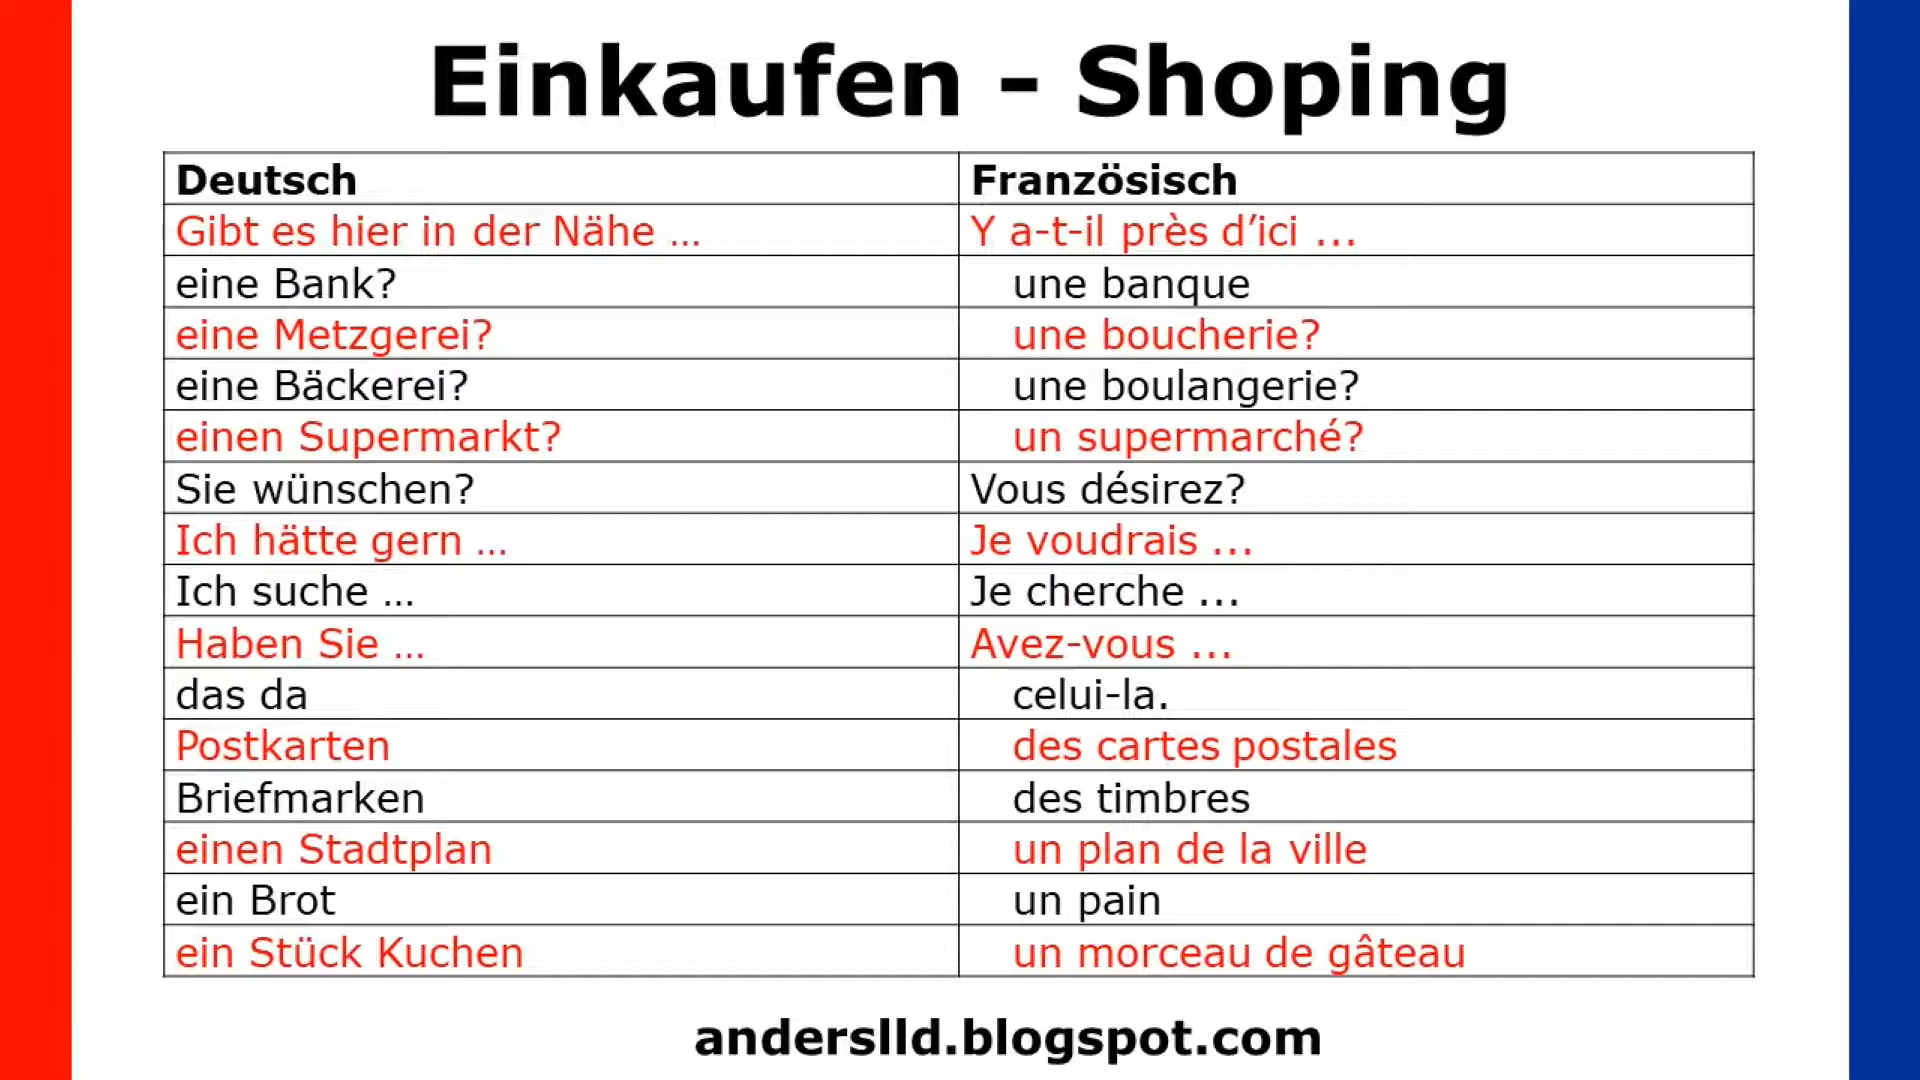 Einkaufen - Shoping
Deutsch Französisch
Gibt es hier in der Nähe ... Y a-t-il près d’ici ...
eine Bank? une banque
eine Metzgerei? une boucherie?
eine Bäckerei? une boulangerie?
einen Supermarkt? un supermarché?
Sie wünschen? Vous désirez?
Ich hätte gern ... Je voudrais ...
Ich suche ... Je cherche ...
Haben Sie ... Avez-vous ...
das da celui-la.
Postkarten des cartes postales
Briefmarken des timbres
einen Stadtplan un plan de la ville
ein Brot un pain
ein Stück Kuchen un morceau de gâteau
anderslld.blogspot.com